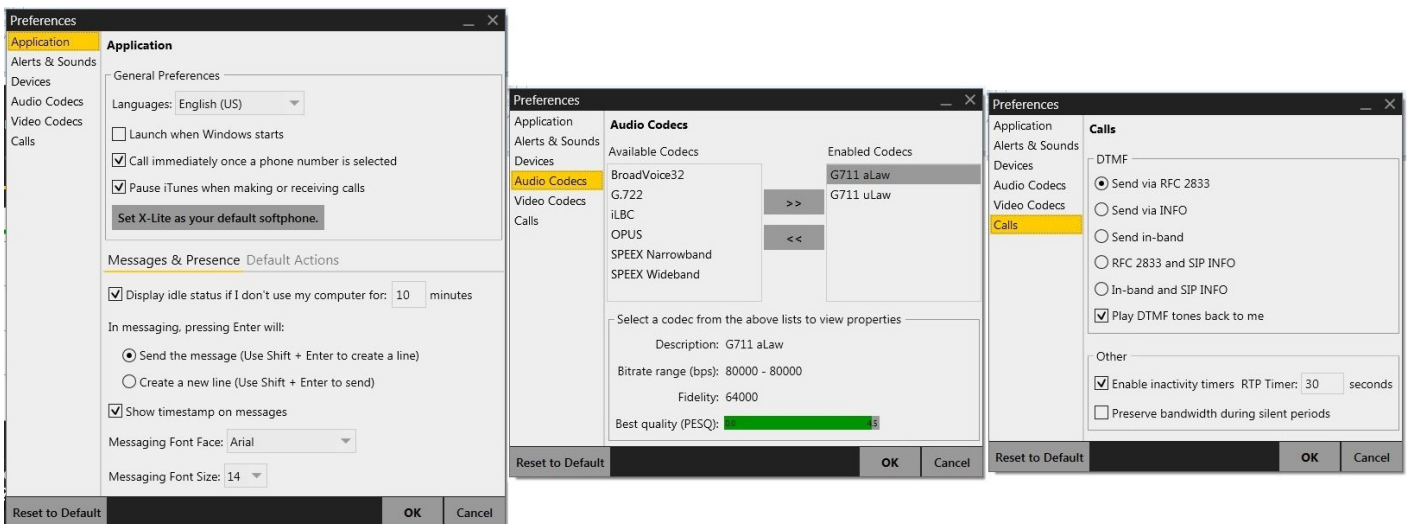 Preferences
Application
Alerts & Sounds
Devices
Audio Codecs
Video Codecs
Calls
Application
General Preferences
Languages: English (US)
Launch when Windows starts
Call immediately once a phone number is selected
Pause iTunes when making or receiving calls
Set X-Lite as your default softphone.
Messages & Presence Default Actions
Display idle status if I don't use my computer for: 10 minutes
In messaging, pressing Enter will:
Send the message (Use Shift + Enter to create a line)
Create a new line (Use Shift + Enter to send)
Show timestamp on messages
Messaging Font Face: Arial
Messaging Font Size: 14
Reset to Default OK Cancel
Preferences
Application
Alerts & Sounds
Devices
Audio Codecs
Video Codecs
Calls
Audio Codecs
Available Codecs Enabled Codecs
BroadVoice32
G.722
iLBC
OPUS
SPEEX Narrowband
SPEEX Wideband
>>
<<
G711 aLaw
G711 uLaw
Select a codec from the above lists to view properties
Description: G711 aLaw
Bitrate range (bps): 80000 - 80000
Fidelity: 64000
Best quality (PESQ): 0.0 4.5
Reset to Default OK Cancel
Preferences
Application
Alerts & Sounds
Devices
Audio Codecs
Video Codecs
Calls
Calls
DTMF
Send via RFC 2833
Send via INFO
Send in-band
RFC 2833 and SIP INFO
In-band and SIP INFO
Play DTMF tones back to me
Other
Enable inactivity timers RTP Timer: 30 seconds
Preserve bandwidth during silent periods
Reset to Default OK Cancel